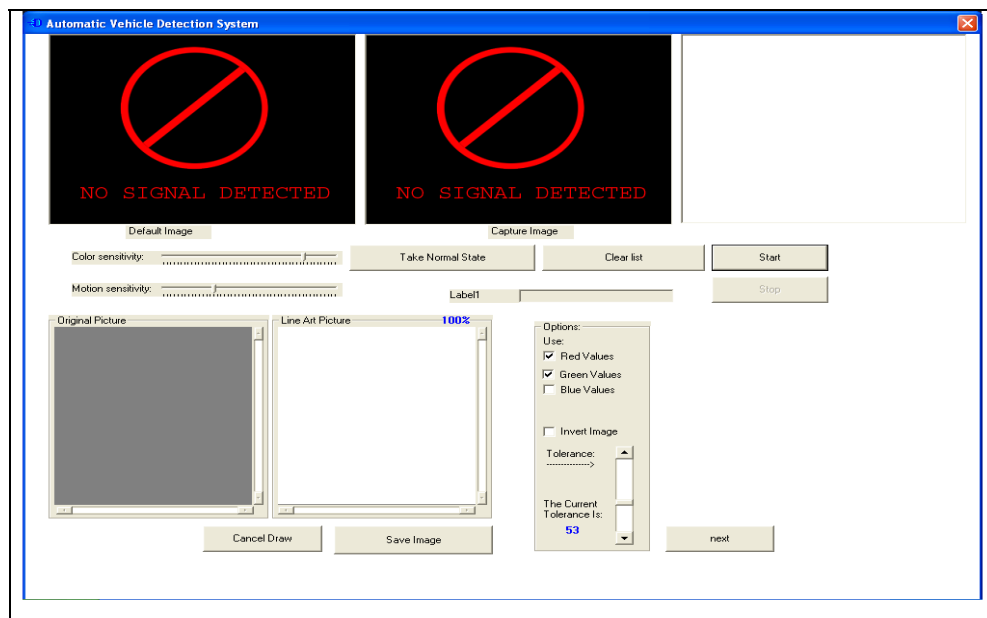 Automatic Vehicle Detection System
NO SIGNAL DETECTED
NO SIGNAL DETECTED
Default Image
Capture Image
Color sensitivity:
Take Normal State
Clear list
Start
Motion sensitivity:
Label1
Stop
Original Picture
Line Art Picture
100%
Options:
Use:
Red Values
Green Values
Blue Values
Invert Image
Tolerance:
--------------->
The Current
Tolerance Is:
53
Cancel Draw
Save Image
next